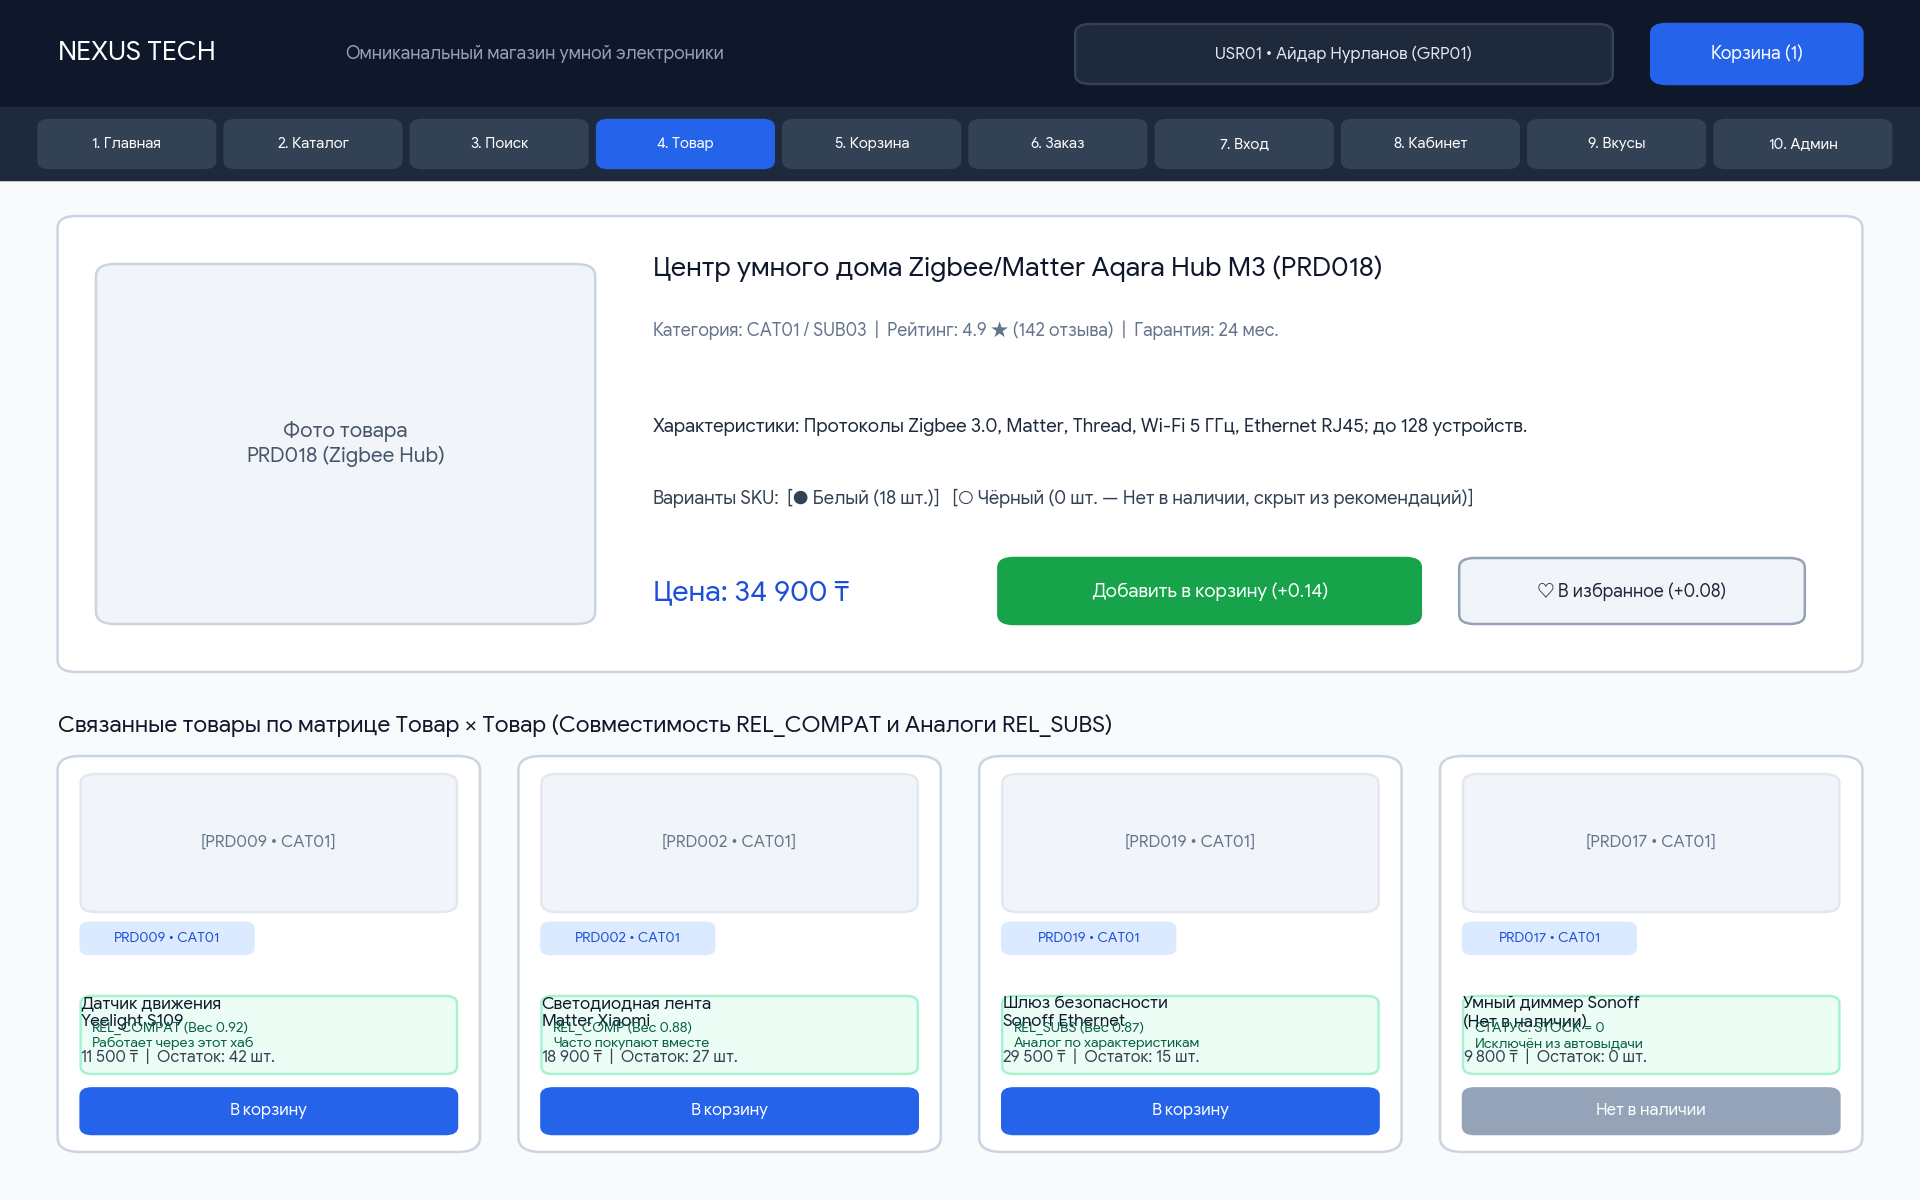 NEXUS TECH
Омниканальный магазин умной электроники
USR01 • Айдар Нурланов (GRP01)
Корзина (1)
1. Главная
2. Каталог
3. Поиск
4. Товар
5. Корзина
6. Заказ
7. Вход
8. Кабинет
9. Вкусы
10. Админ
Фото товара
PRD018 (Zigbee Hub)
Центр умного дома Zigbee/Matter Aqara Hub M3 (PRD018)
Категория: CAT01 / SUB03 | Рейтинг: 4.9 ★ (142 отзыва) | Гарантия: 24 мес.
Характеристики: Протоколы Zigbee 3.0, Matter, Thread, Wi-Fi 5 ГГц, Ethernet RJ45; до 128 устройств.
Варианты SKU: [● Белый (18 шт.)] [○ Чёрный (0 шт. — Нет в наличии, скрыт из рекомендаций)]
Цена: 34 900 ₸
Добавить в корзину (+0.14)
♡ В избранное (+0.08)
Связанные товары по матрице Товар × Товар (Совместимость REL_COMPAT и Аналоги REL_SUBS)
[PRD009 • CAT01]
PRD009 • CAT01
Датчик движения
Yeelight S109
REL_COMPAT (Вес 0.92)
Работает через этот хаб
11 500 ₸ | Остаток: 42 шт.
В корзину
[PRD002 • CAT01]
PRD002 • CAT01
Светодиодная лента
Matter Xiaomi
REL_COMP (Вес 0.88)
Часто покупают вместе
18 900 ₸ | Остаток: 27 шт.
В корзину
[PRD019 • CAT01]
PRD019 • CAT01
Шлюз безопасности
Sonoff Ethernet
REL_SUBS (Вес 0.87)
Аналог по характеристикам
29 500 ₸ | Остаток: 15 шт.
В корзину
[PRD017 • CAT01]
PRD017 • CAT01
Умный диммер Sonoff
(Нет в наличии)
СТАТУС: STOCK = 0
Исключён из автовыдачи
9 800 ₸ | Остаток: 0 шт.
Нет в наличии